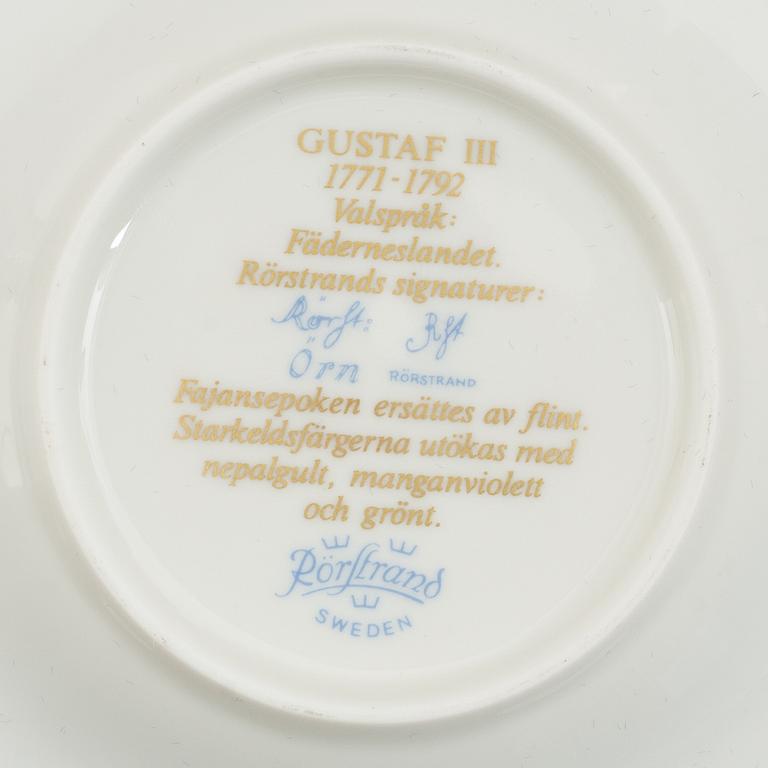 GUSTAF III
1771-1792
Valspråk:
Fäderneslandet.
Rörstrands signaturer:
Rörst: Rst
Örn RÖRSTRAND
Fajansepoken ersättes av flint.
Starkeldsfärgerna utökas med
nepalgult, manganviolett
och grönt.
Rörstrand
SWEDEN